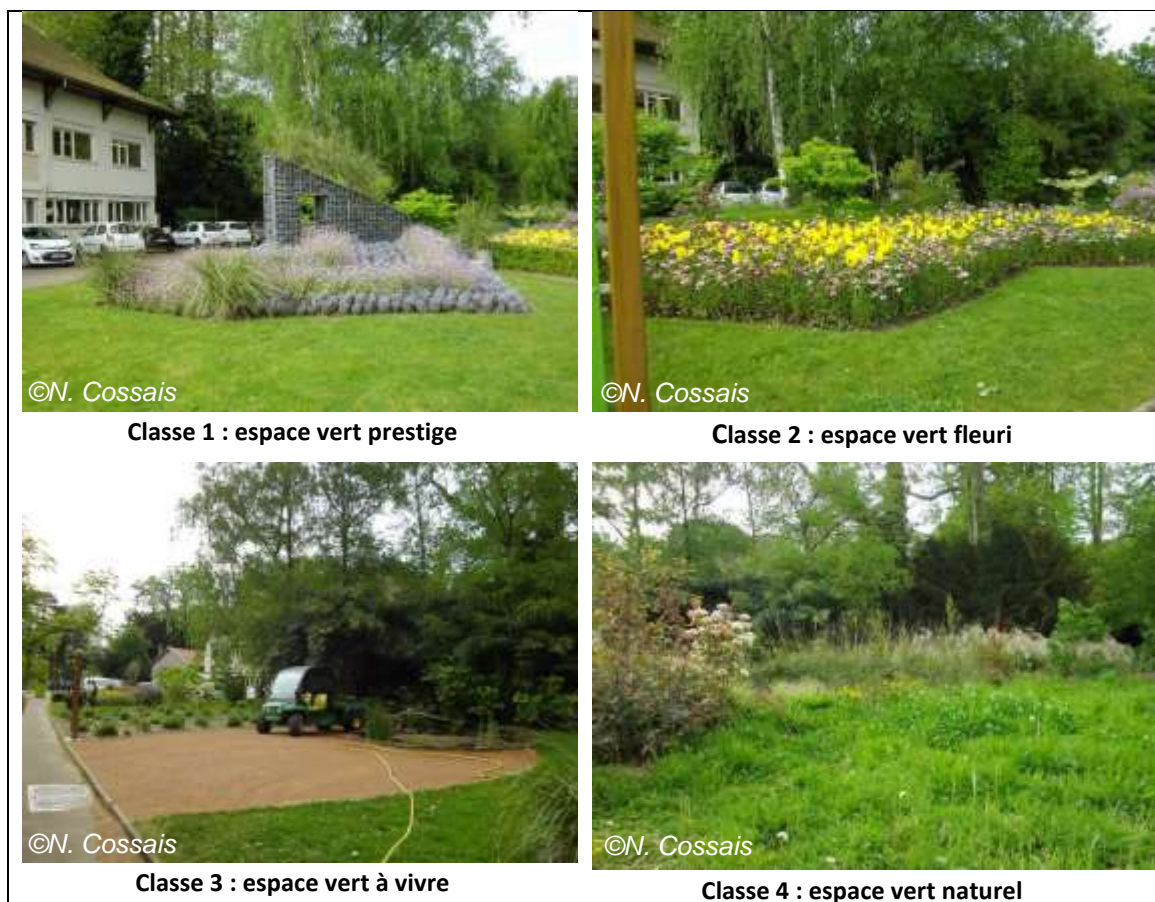 ©N. Cossais
©N. Cossais
Classe 1 : espace vert prestige
Classe 2 : espace vert fleuri
©N. Cossais
©N. Cossais
Classe 3 : espace vert à vivre
Classe 4 : espace vert naturel